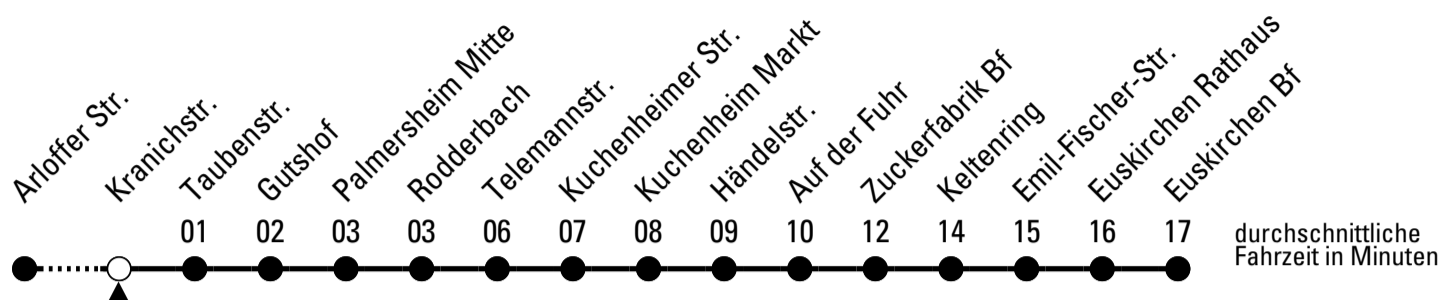 Arloffer Str.
Kranichstr.
Taubenstr.
Gutshof
Palmersheim Mitte
Rodderbach
Telemannstr.
Kuchenheimer Str.
Kuchenheim Markt
Händelstr.
Auf der Fuhr
Zuckerfabrik Bf
Keltenring
Emil-Fischer-Str.
Euskirchen Rathaus
Euskirchen Bf
01 02 03 03 06 07 08 09 10 12 14 15 16 17
durchschnittliche
Fahrzeit in Minuten